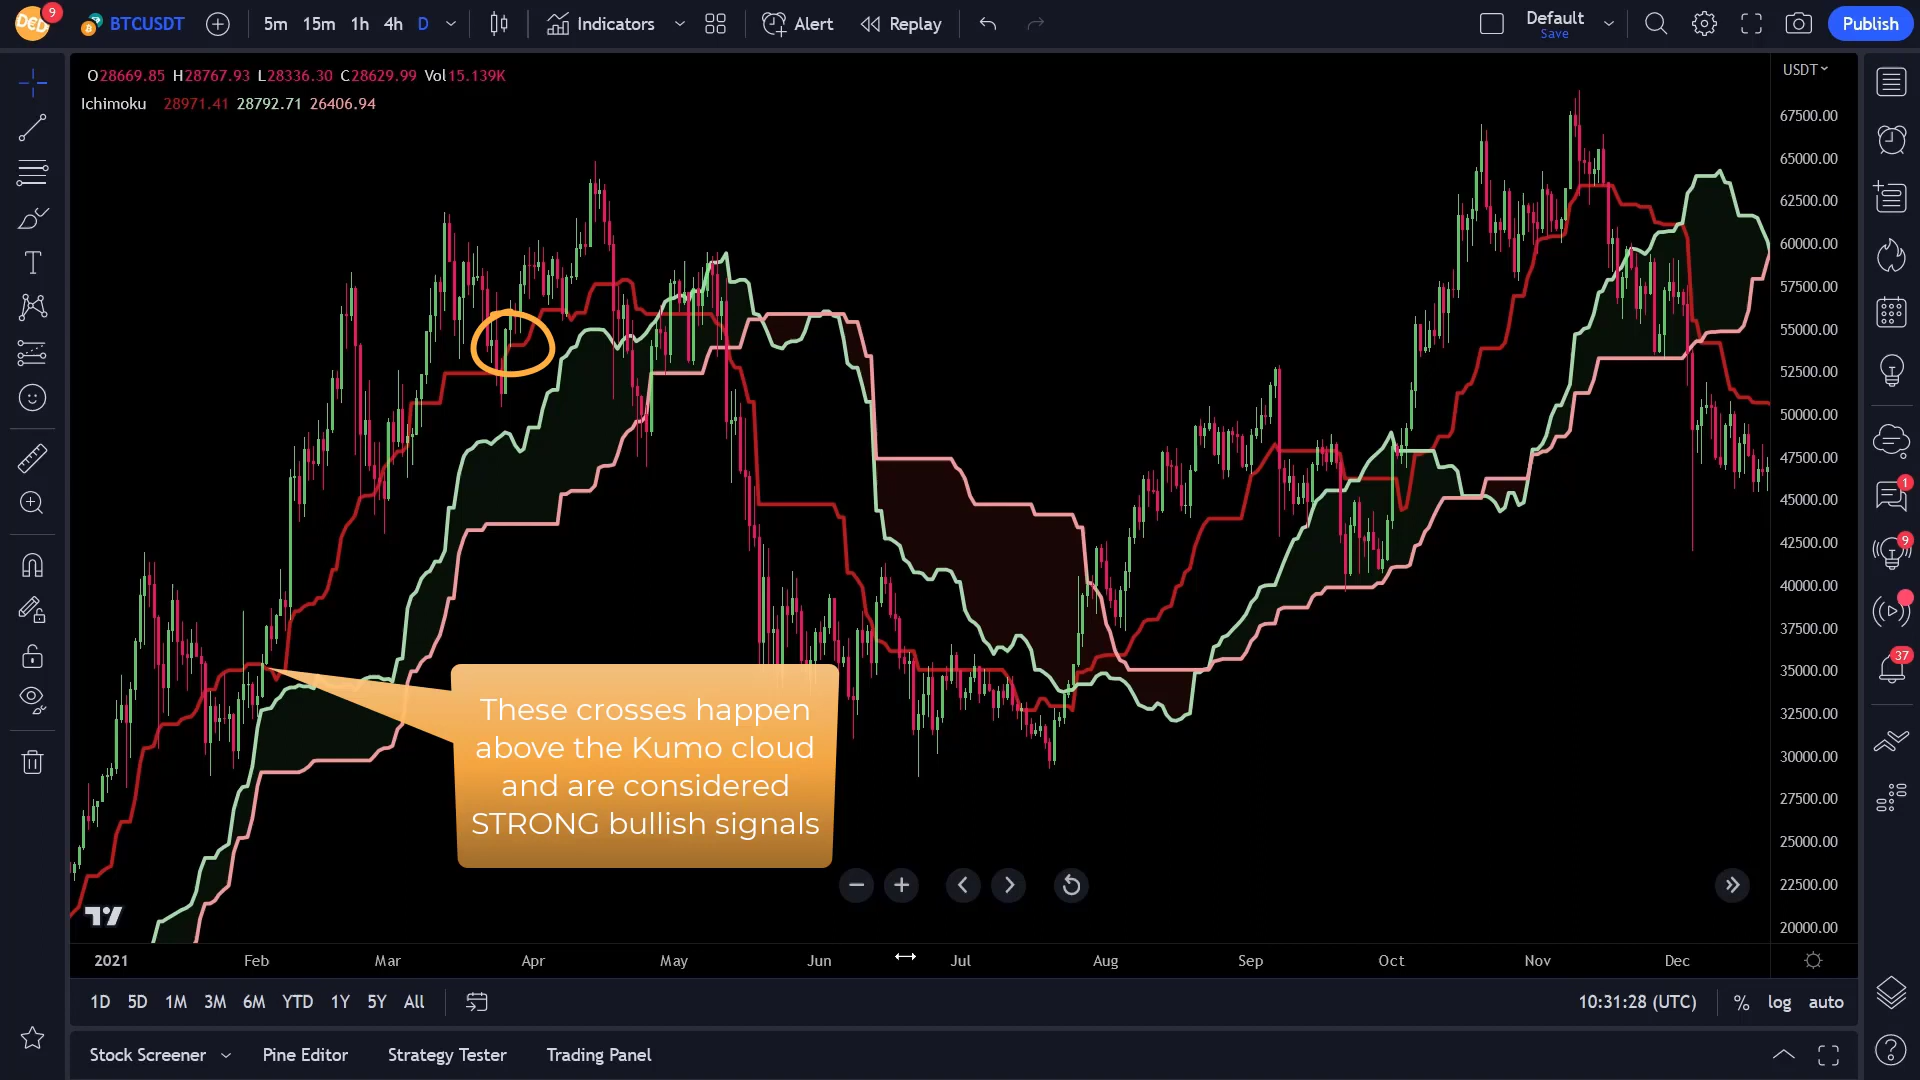 9
BTCUSDT
5m 15m 1h 4h D
Indicators
Alert
Replay
Default
Save
Publish
O28669.85 H28767.93 L28336.30 C28629.99 Vol15.139K
Ichimoku 28971.41 28792.71 26406.94
USDT
67500.00
65000.00
62500.00
60000.00
57500.00
55000.00
52500.00
50000.00
47500.00
45000.00
42500.00
40000.00
37500.00
35000.00
32500.00
30000.00
27500.00
25000.00
22500.00
20000.00
1
9
37
These crosses happen
above the Kumo cloud
and are considered
STRONG bullish signals
2021 Feb Mar Apr May Jun Jul Aug Sep Oct Nov Dec
1D 5D 1M 3M 6M YTD 1Y 5Y All
10:31:28 (UTC) % log auto
Stock Screener Pine Editor Strategy Tester Trading Panel